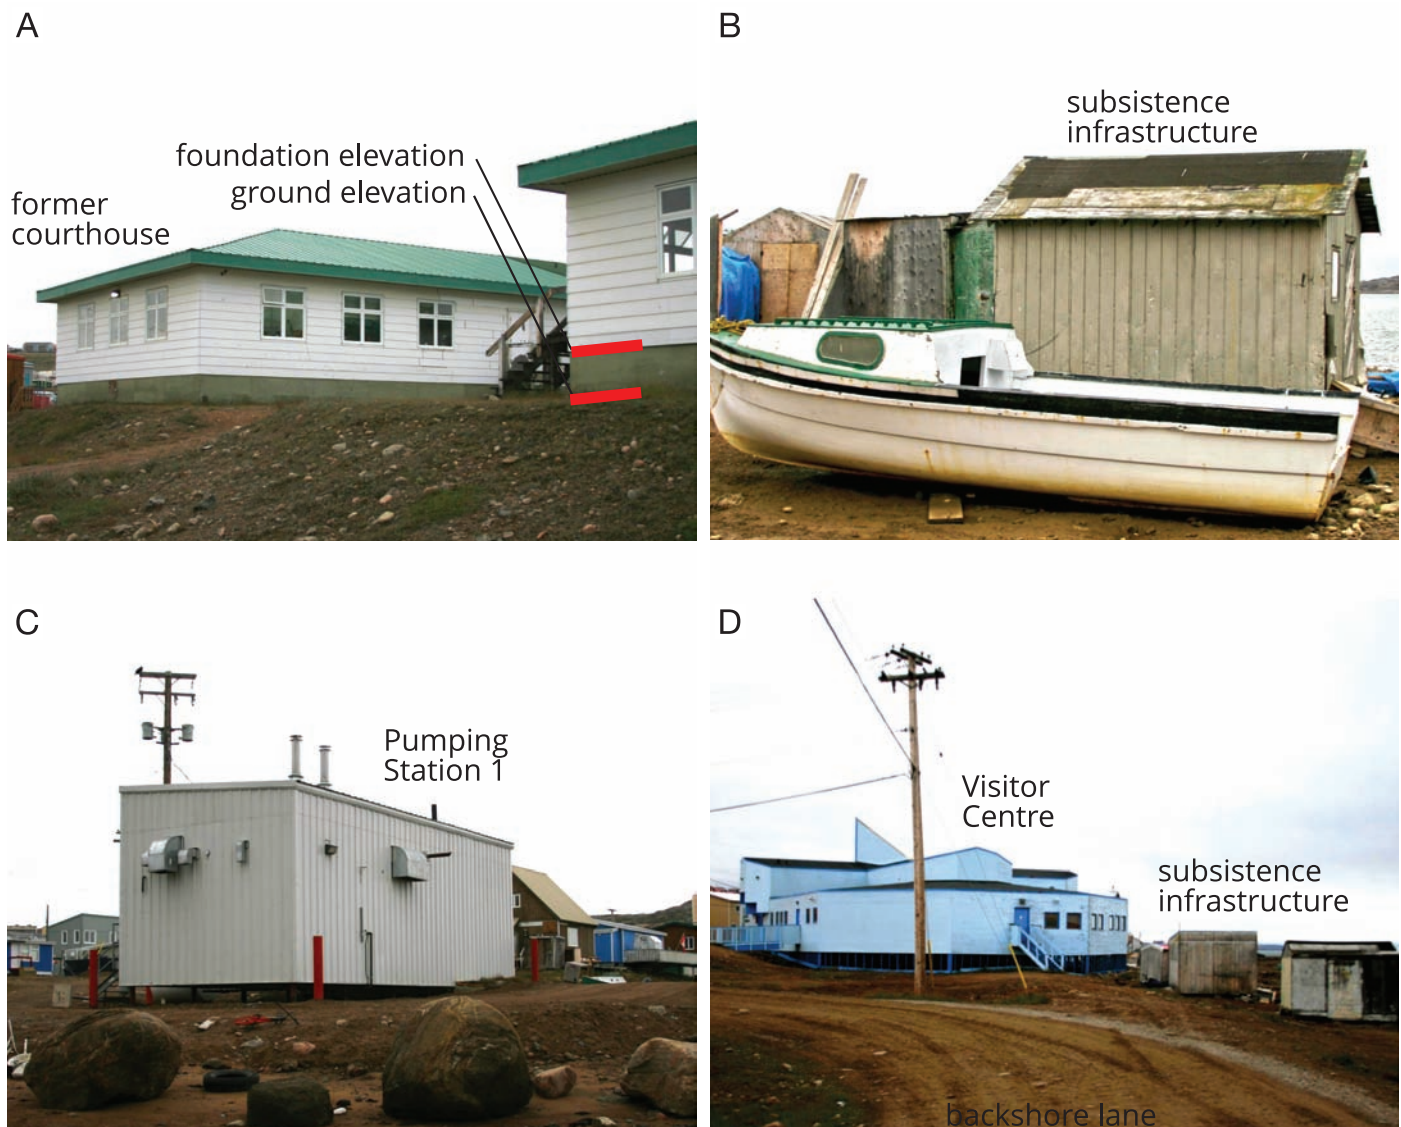 A
foundation elevation
ground elevation
former
courthouse
B
subsistence
infrastructure
C
Pumping
Station 1
D
Visitor
Centre
subsistence
infrastructure
backshore lane